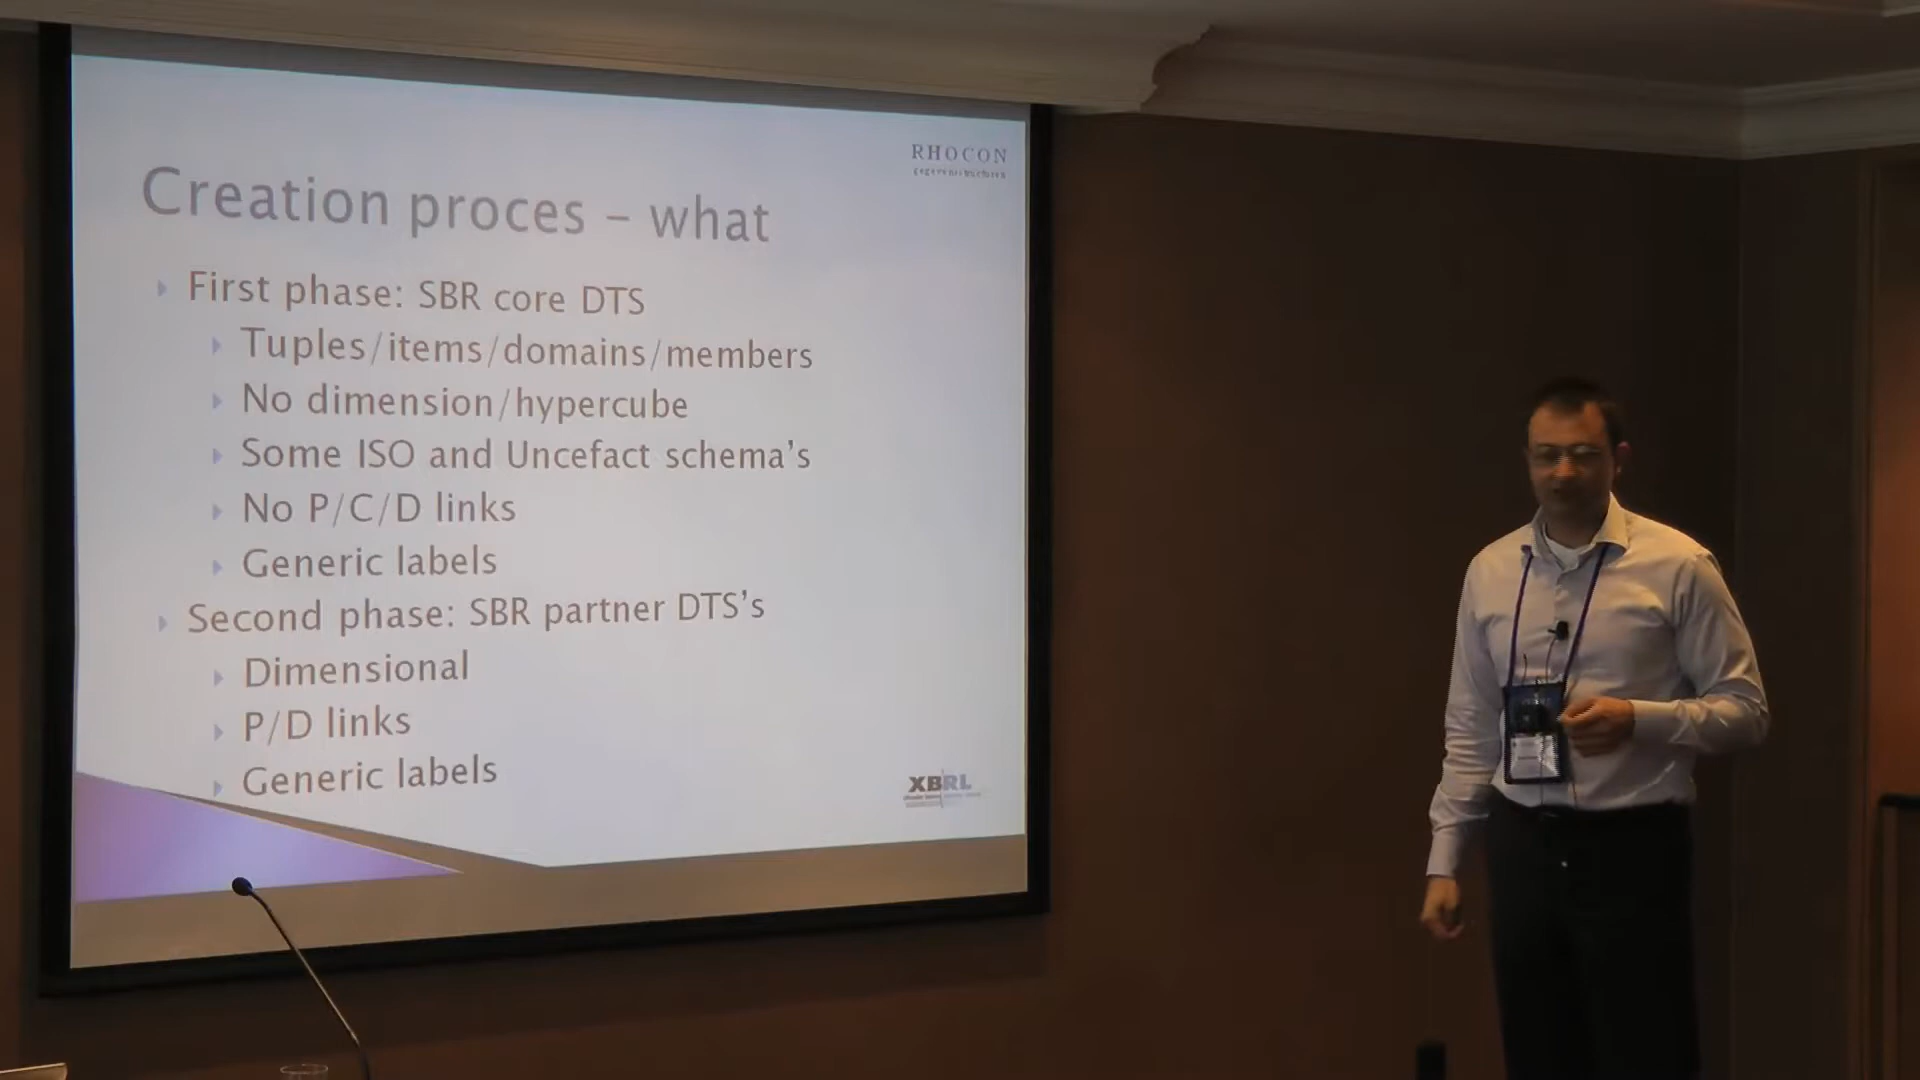 RHOCON
Creation proces – what
First phase: SBR core DTS
Tuples/items/domains/members
No dimension/hypercube
Some ISO and Uncefact schema’s
No P/C/D links
Generic labels
Second phase: SBR partner DTS’s
Dimensional
P/D links
Generic labels
XBRL